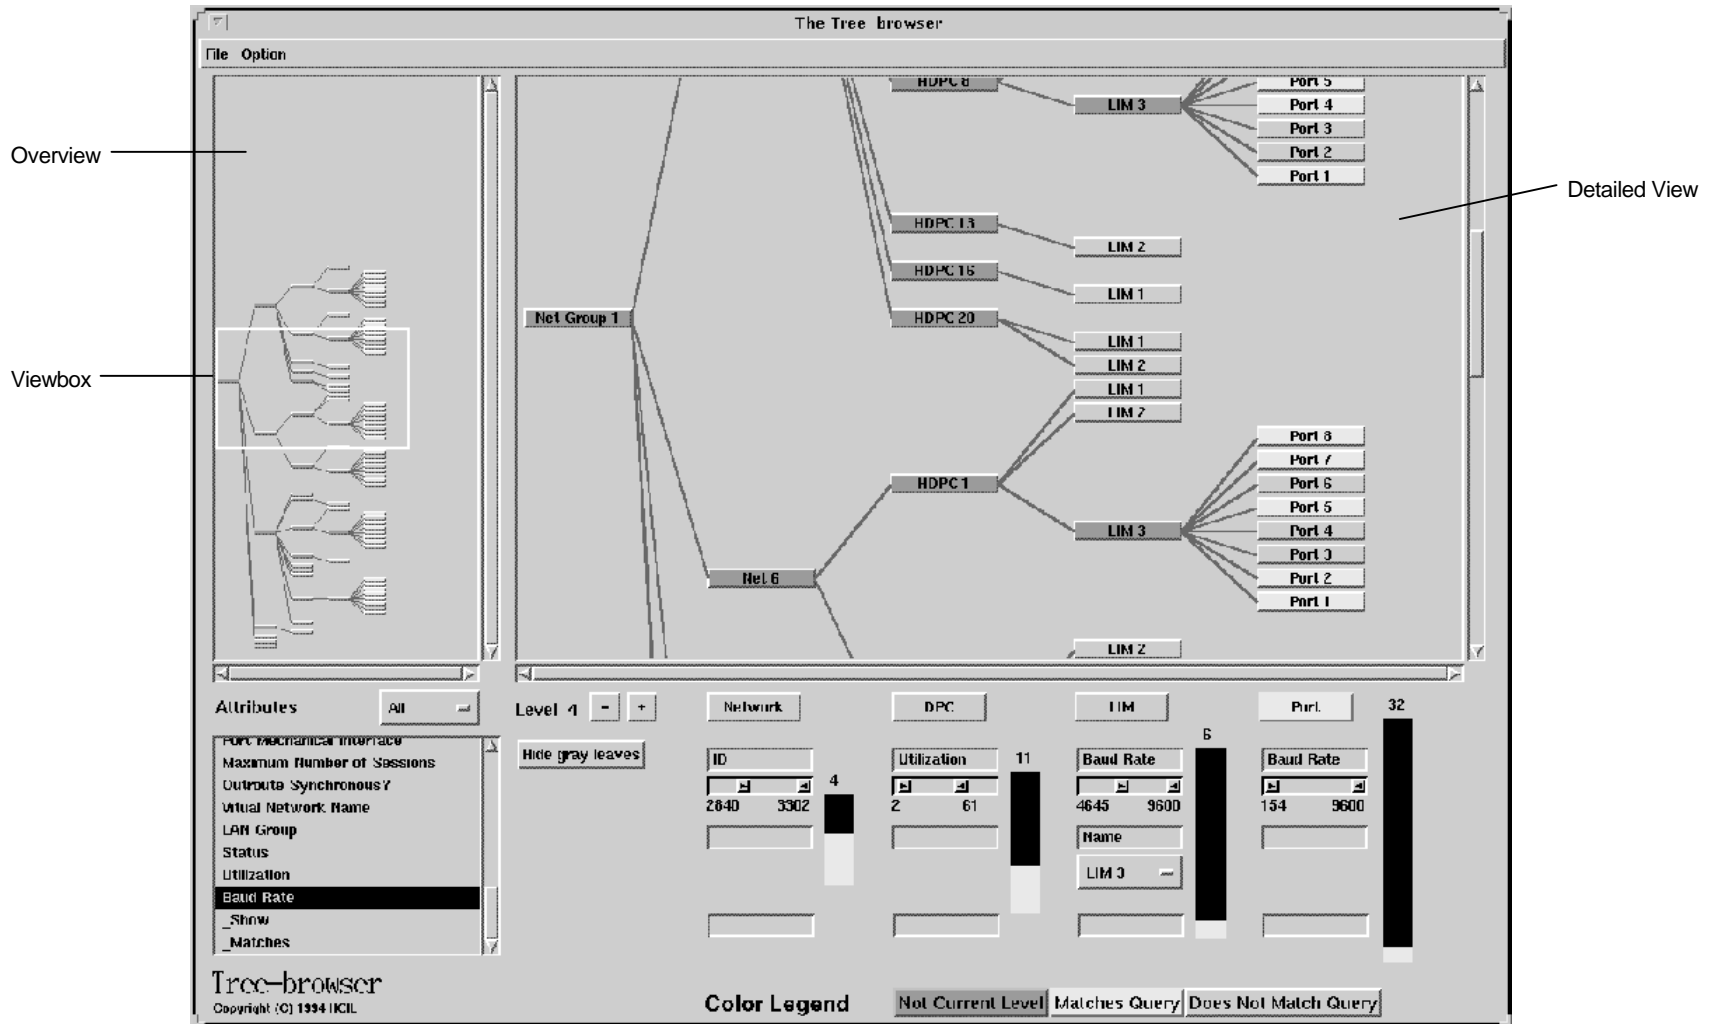 The Tree browser
File Option
Overview
Viewbox
Detailed View
HDPC 8
LIM 3
Port 5
Port 4
Port 3
Port 2
Port 1
HDPC 13
LIM 2
HDPC 16
LIM 1
Net Group 1
HDPC 20
LIM 1
LIM 2
LIM 1
LIM 2
Port 8
Port 7
Port 6
HDPC 1
Port 5
LIM 3
Port 4
Port 3
Net 6
Port 2
Port 1
LIM 2
Attributes All
Level 4 - + Network DPC LIM Port 32
Port Mechanical Interface
Maximum Number of Sessions
Outroute Synchronous?
Virtual Network Name
LAN Group
Status
Utilization
Baud Rate
_Show
_Matches
Hide gray leaves
ID
2640 3302
4
Utilization
2 61
11
Baud Rate
4645 9600
Name
LIM 3
6
Baud Rate
154 9600
Tree-browser
Copyright (C) 1994 HCIL
Color Legend Not Current Level Matches Query Does Not Match Query